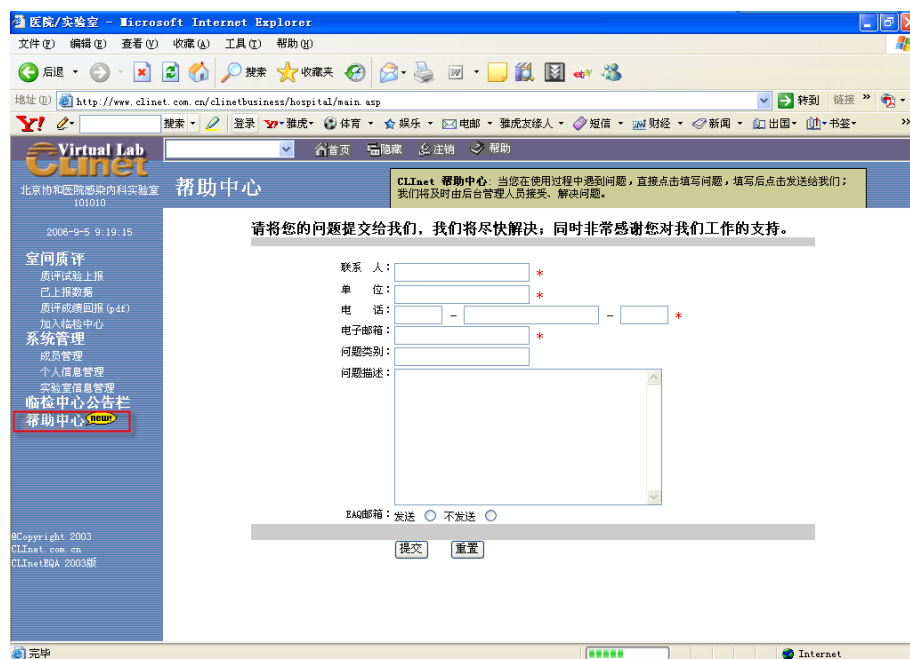 医院/实验室 - Microsoft Internet Explorer
文件(F) 编辑(E) 查看(V) 收藏(A) 工具(T) 帮助(H)
后退 搜索 收藏夹
地址(D) http://www.clinet.com.cn/clinetbusiness/hospital/main.asp 转到 链接 »
Y! 搜索 登录 雅虎 体育 娱乐 电邮 雅虎友缘人 短信 财经 新闻 出国 书签 »
Virtual Lab
CLinet
首页 隐藏 注销 帮助
北京协和医院感染内科实验室
101010
帮助中心
CLInet 帮助中心: 当您在使用过程中遇到问题,直接点击填写问题,填写后点击发送给我们;
我们将及时由后台管理人员接受、解决问题。
2006-9-5 9:19:15
室间质评
质评试验上报
已上报数据
质评成绩回报(pdf)
加入临检中心
系统管理
成员管理
个人信息管理
实验室信息管理
临检中心公告栏
帮助中心 new!
@Copyright 2003
CLInet.com.cn
CLInetEQA 2003版
请将您的问题提交给我们,我们将尽快解决;同时非常感谢您对我们工作的支持。
联系 人: *
单 位: *
电 话: - - *
电子邮箱: *
问题类别:
问题描述:
EAQ邮箱: 发送 不发送
提交 重置
完毕 Internet